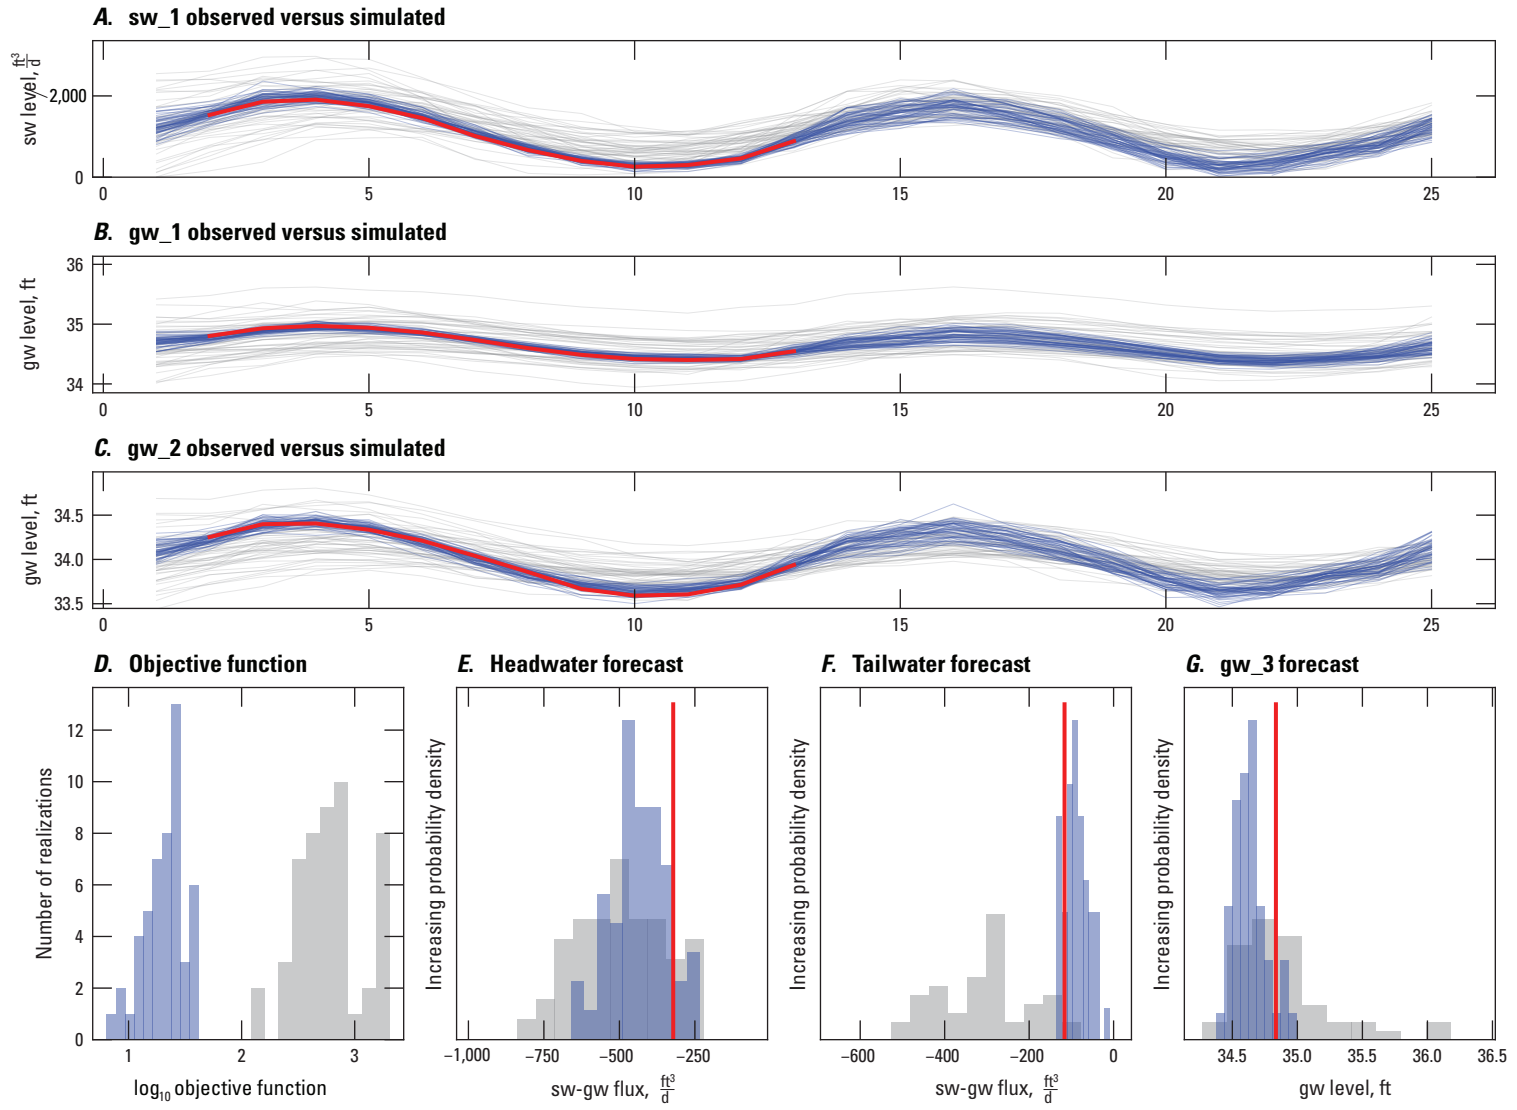 A. sw_1 observed versus simulated
sw level, ft³/d
2,000
0
0 5 10 15 20 25
B. gw_1 observed versus simulated
gw level, ft
36
35
34
0 5 10 15 20 25
C. gw_2 observed versus simulated
gw level, ft
34.5
34.0
33.5
0 5 10 15 20 25
D. Objective function
Number of realizations
12
10
8
6
4
2
0
1 2 3
log₁₀ objective function
E. Headwater forecast
Increasing probability density
−1,000 −750 −500 −250
sw-gw flux, ft³/d
F. Tailwater forecast
Increasing probability density
−600 −400 −200 0
sw-gw flux, ft³/d
G. gw_3 forecast
Increasing probability density
34.5 35.0 35.5 36.0 36.5
gw level, ft